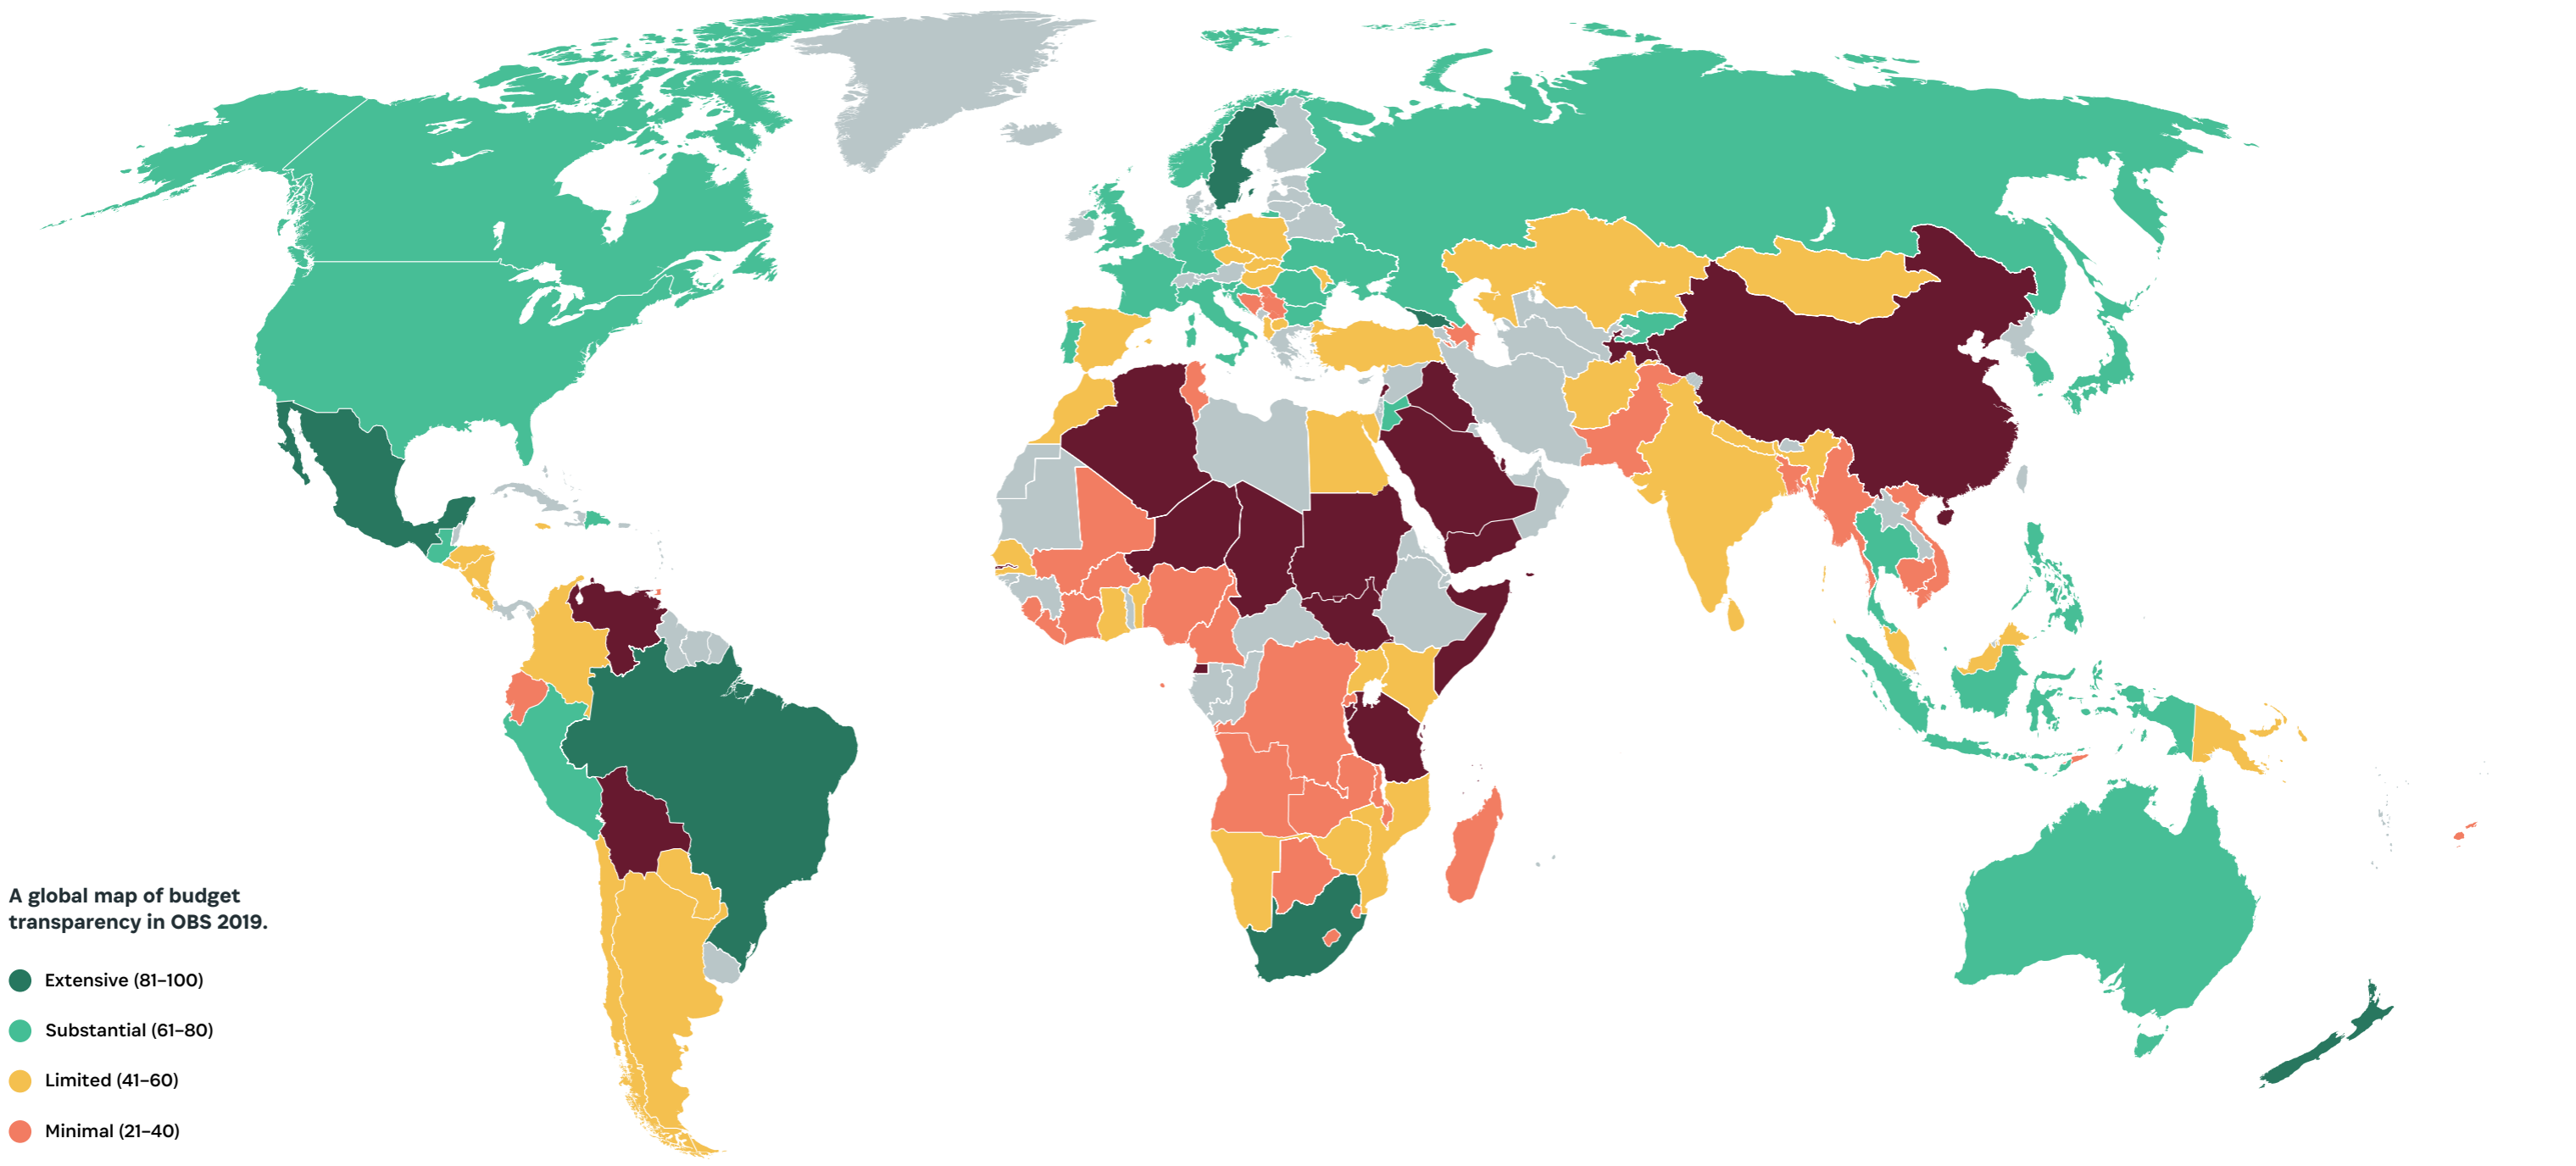 A global map of budget
transparency in OBS 2019.
Extensive (81–100)
Substantial (61–80)
Limited (41–60)
Minimal (21–40)